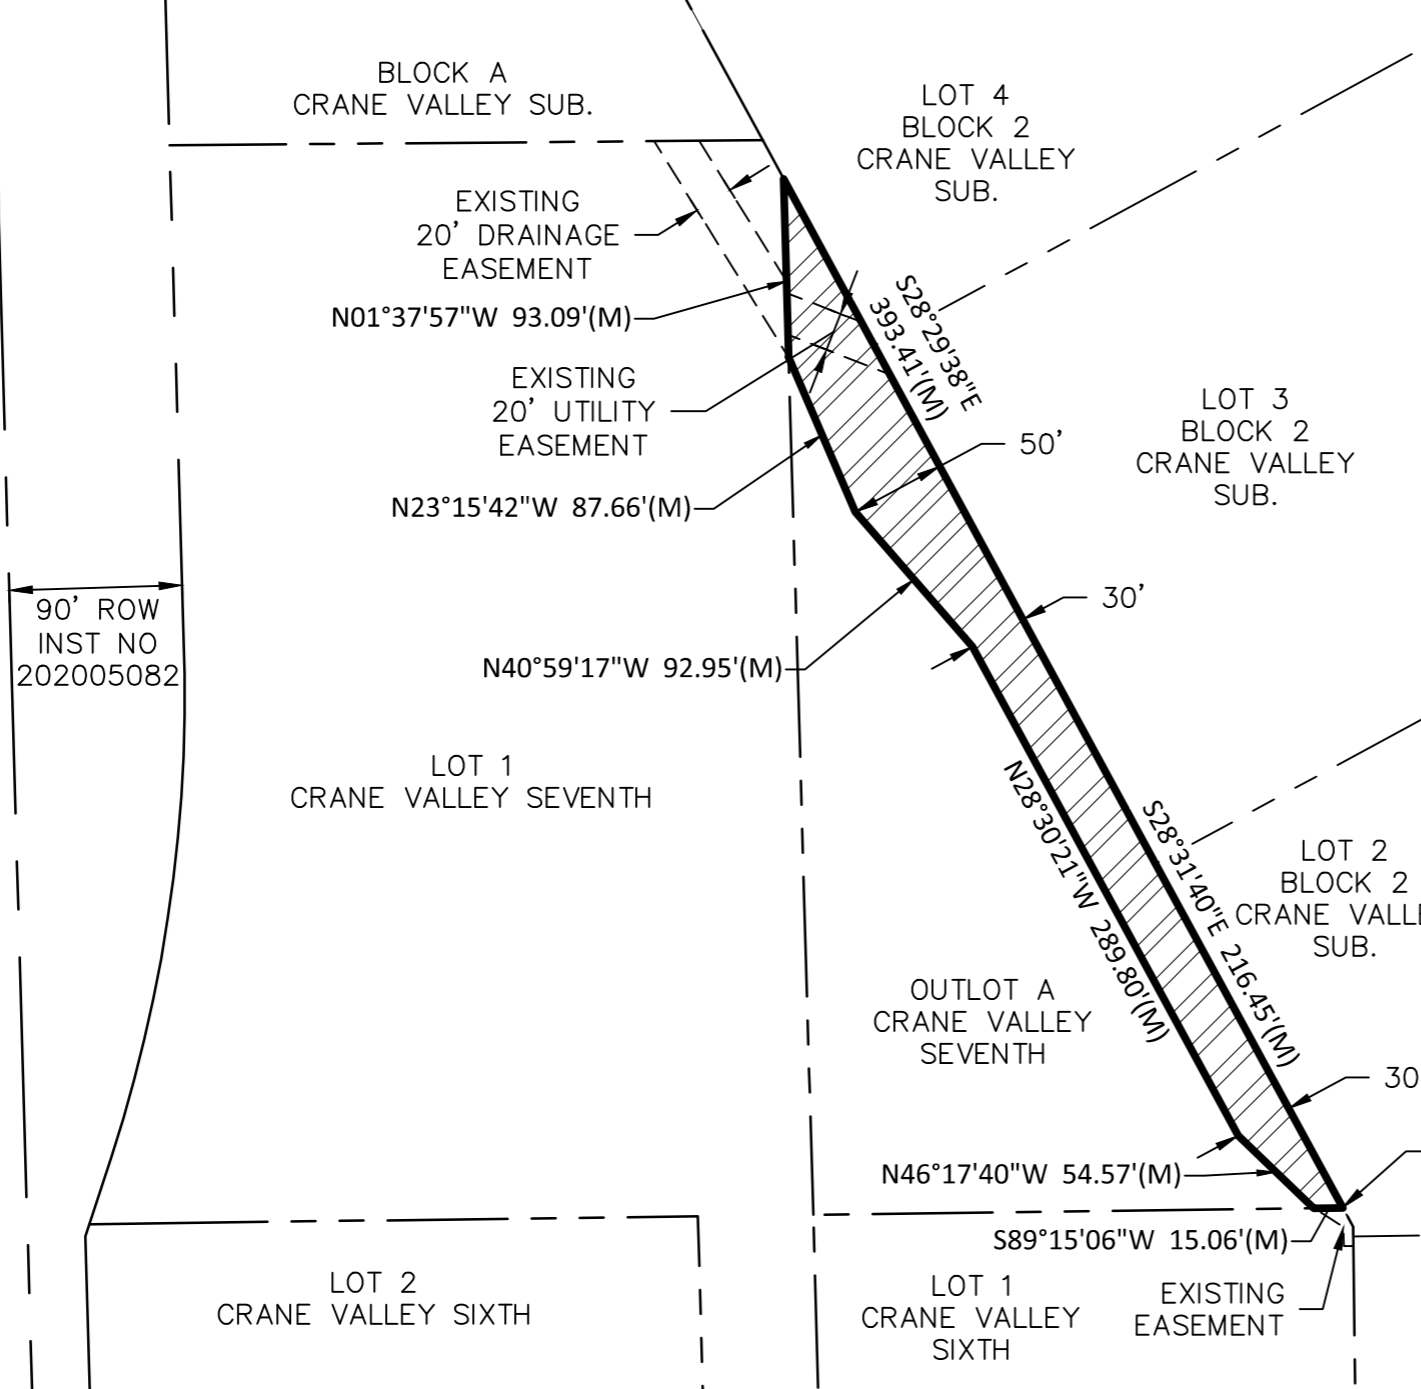 BLOCK A
CRANE VALLEY SUB.
LOT 4
BLOCK 2
CRANE VALLEY
SUB.
EXISTING
20' DRAINAGE
EASEMENT
N01°37'57"W 93.09'(M)
S28°29'38"E
393.41'(M)
EXISTING
20' UTILITY
EASEMENT
LOT 3
BLOCK 2
CRANE VALLEY
SUB.
50'
N23°15'42"W 87.66'(M)
90' ROW
INST NO
202005082
30'
N40°59'17"W 92.95'(M)
LOT 1
CRANE VALLEY SEVENTH
N28°30'21"W 289.80'(M)
S28°31'40"E 216.45'(M)
LOT 2
BLOCK 2
CRANE VALLE
SUB.
OUTLOT A
CRANE VALLEY
SEVENTH
30
N46°17'40"W 54.57'(M)
S89°15'06"W 15.06'(M)
LOT 2
CRANE VALLEY SIXTH
LOT 1
CRANE VALLEY
SIXTH
EXISTING
EASEMENT